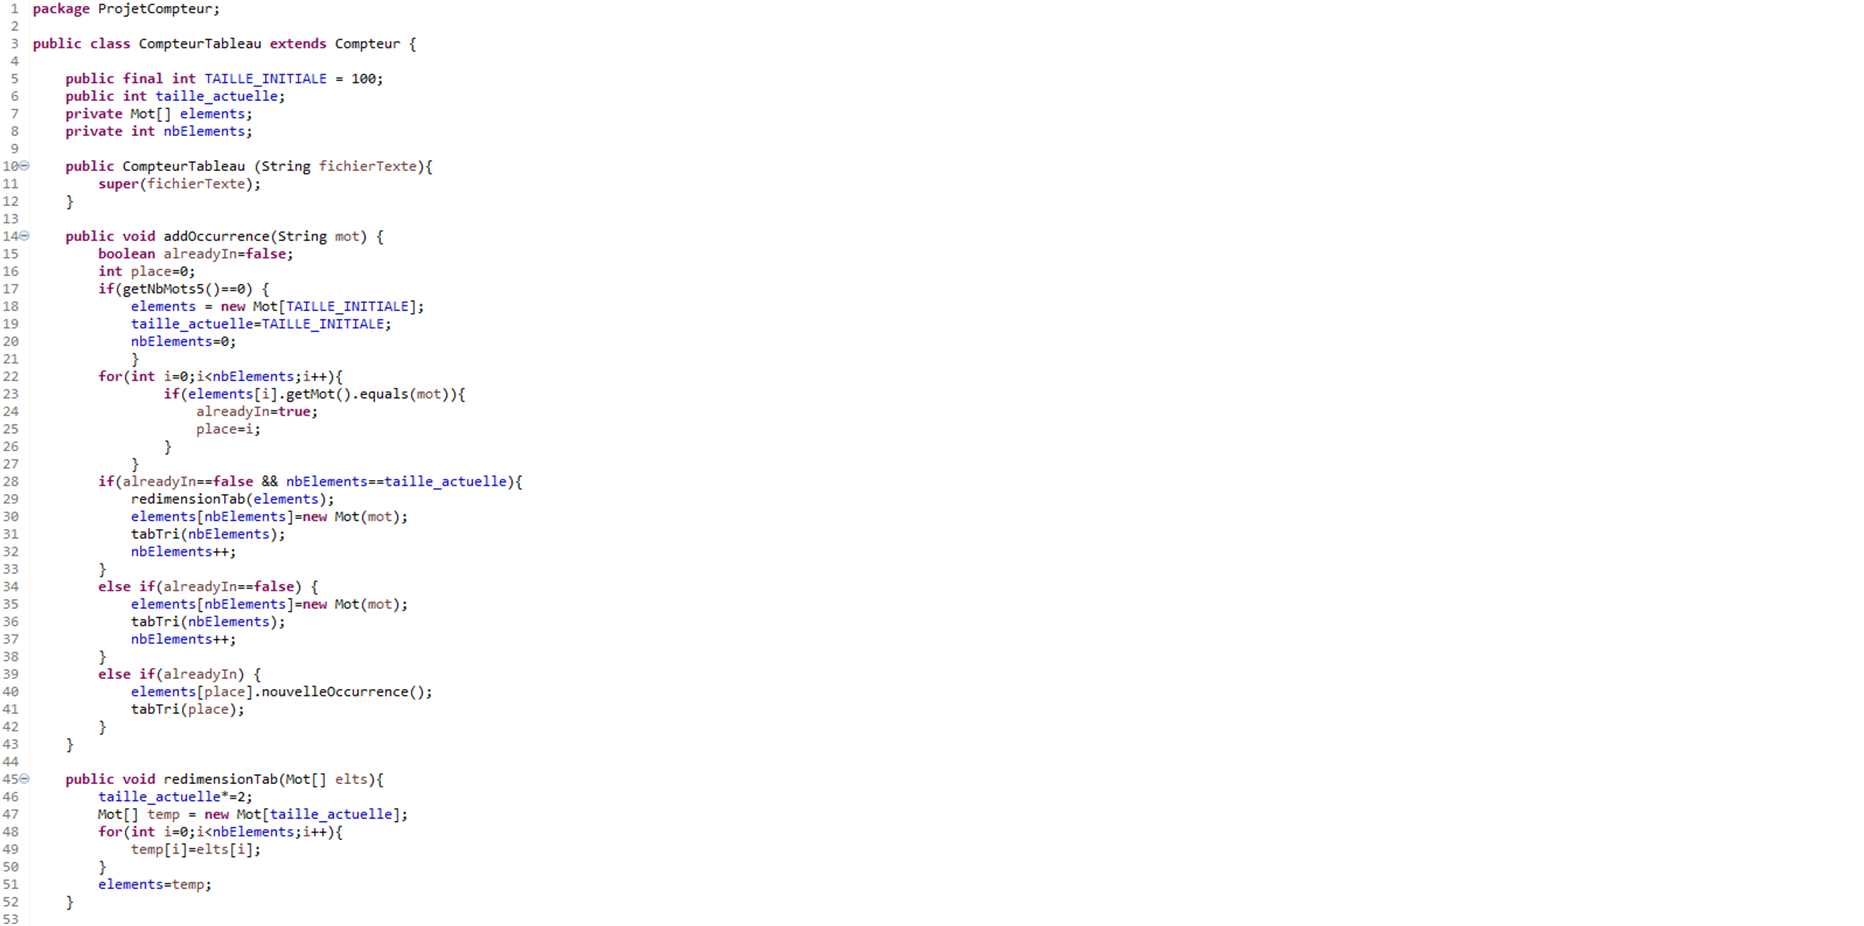 1 package ProjetCompteur;
2
3 public class CompteurTableau extends Compteur {
4
5     public final int TAILLE_INITIALE = 100;
6     public int taille_actuelle;
7     private Mot[] elements;
8     private int nbElements;
9
10     public CompteurTableau (String fichierTexte){
11         super(fichierTexte);
12     }
13
14     public void addOccurrence(String mot) {
15         boolean alreadyIn=false;
16         int place=0;
17         if(getNbMots5()==0) {
18             elements = new Mot[TAILLE_INITIALE];
19             taille_actuelle=TAILLE_INITIALE;
20             nbElements=0;
21             }
22         for(int i=0;i<nbElements;i++){
23                 if(elements[i].getMot().equals(mot)){
24                     alreadyIn=true;
25                     place=i;
26                 }
27             }
28         if(alreadyIn==false && nbElements==taille_actuelle){
29             redimensionTab(elements);
30             elements[nbElements]=new Mot(mot);
31             tabTri(nbElements);
32             nbElements++;
33         }
34         else if(alreadyIn==false) {
35             elements[nbElements]=new Mot(mot);
36             tabTri(nbElements);
37             nbElements++;
38         }
39         else if(alreadyIn) {
40             elements[place].nouvelleOccurrence();
41             tabTri(place);
42         }
43     }
44
45     public void redimensionTab(Mot[] elts){
46         taille_actuelle*=2;
47         Mot[] temp = new Mot[taille_actuelle];
48         for(int i=0;i<nbElements;i++){
49             temp[i]=elts[i];
50         }
51         elements=temp;
52     }
53